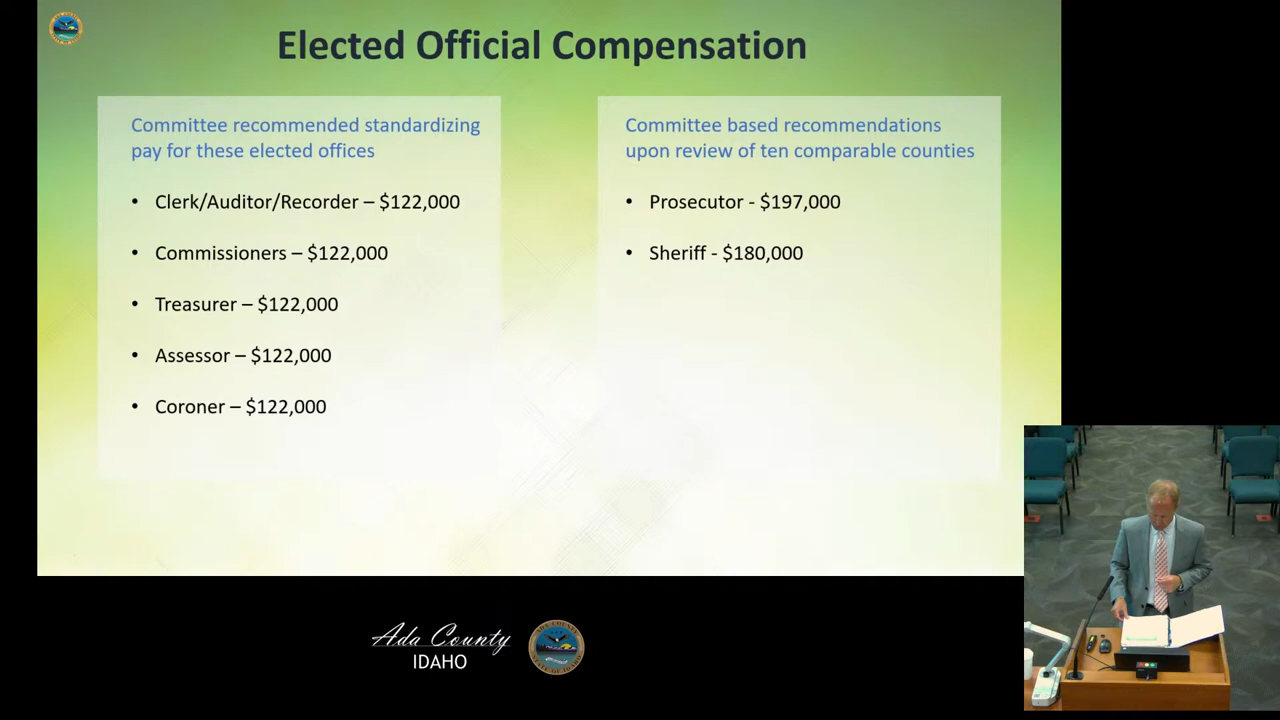 Elected Official Compensation
Committee recommended standardizing
pay for these elected offices
• Clerk/Auditor/Recorder – $122,000
• Commissioners – $122,000
• Treasurer – $122,000
• Assessor – $122,000
• Coroner – $122,000
Committee based recommendations
upon review of ten comparable counties
• Prosecutor - $197,000
• Sheriff - $180,000
Ada County
IDAHO